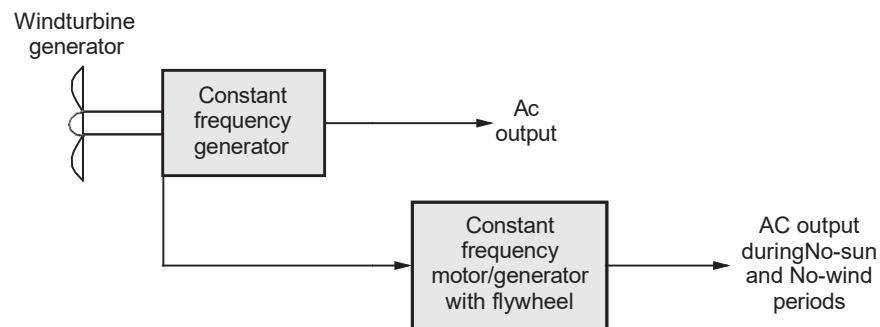 Windturbine
generator
Constant
frequency
generator
Ac
output
Constant
frequency
motor/generator
with flywheel
AC output
duringNo-sun
and No-wind
periods